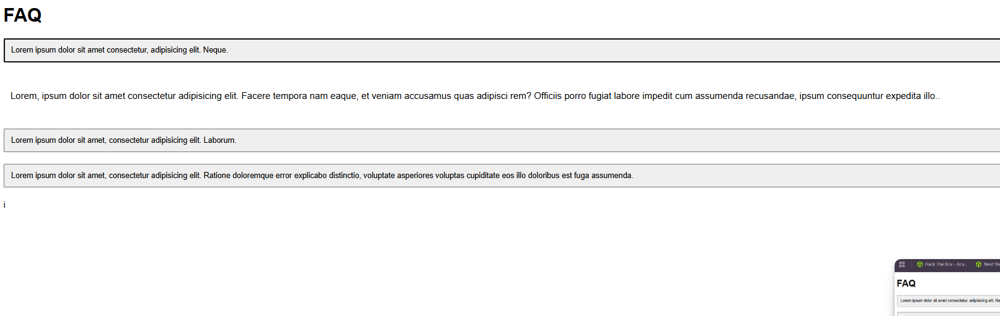 FAQ
Lorem ipsum dolor sit amet consectetur, adipisicing elit. Neque.
Lorem, ipsum dolor sit amet consectetur adipisicing elit. Facere tempora nam eaque, et veniam accusamus quas adipisci rem? Officiis porro fugiat labore impedit cum assumenda recusandae, ipsum consequuntur expedita illo..
Lorem ipsum dolor sit amet, consectetur adipisicing elit. Laborum.
Lorem ipsum dolor sit amet, consectetur adipisicing elit. Ratione doloremque error explicabo distinctio, voluptate asperiores voluptas cupiditate eos illo doloribus est fuga assumenda.
i
Hack The Box - Aca... Next Ste
FAQ
Lorem ipsum dolor sit amet consectetur, adipisicing elit. Ne